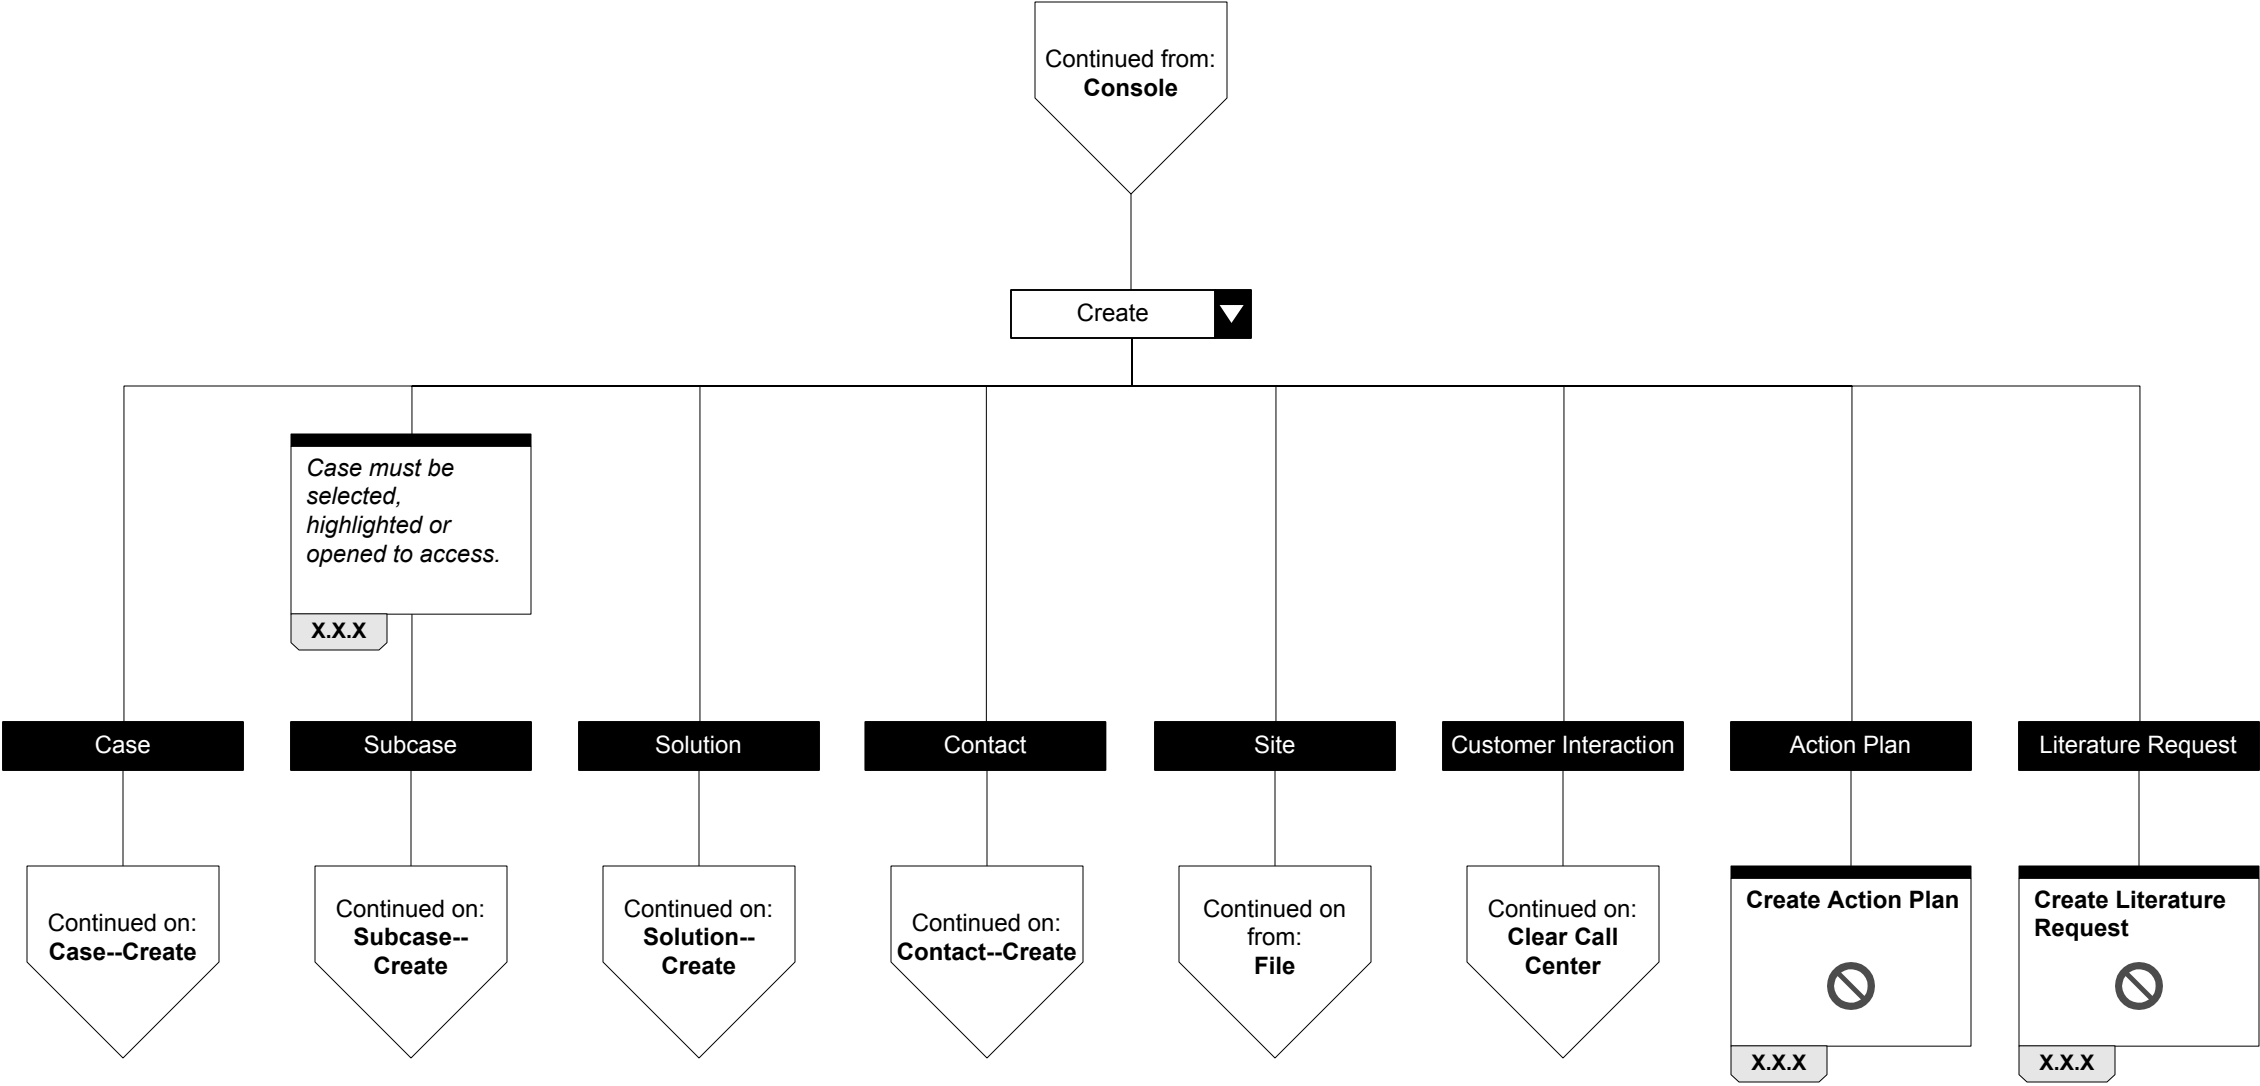 Continued from:
Console
Create
Case must be
selected,
highlighted or
opened to access.
X.X.X
Case
Subcase
Solution
Contact
Site
Customer Interaction
Action Plan
Literature Request
Continued on:
Case--Create
Continued on:
Subcase--
Create
Continued on:
Solution--
Create
Continued on:
Contact--Create
Continued on
from:
File
Continued on:
Clear Call
Center
Create Action Plan
X.X.X
Create Literature
Request
X.X.X